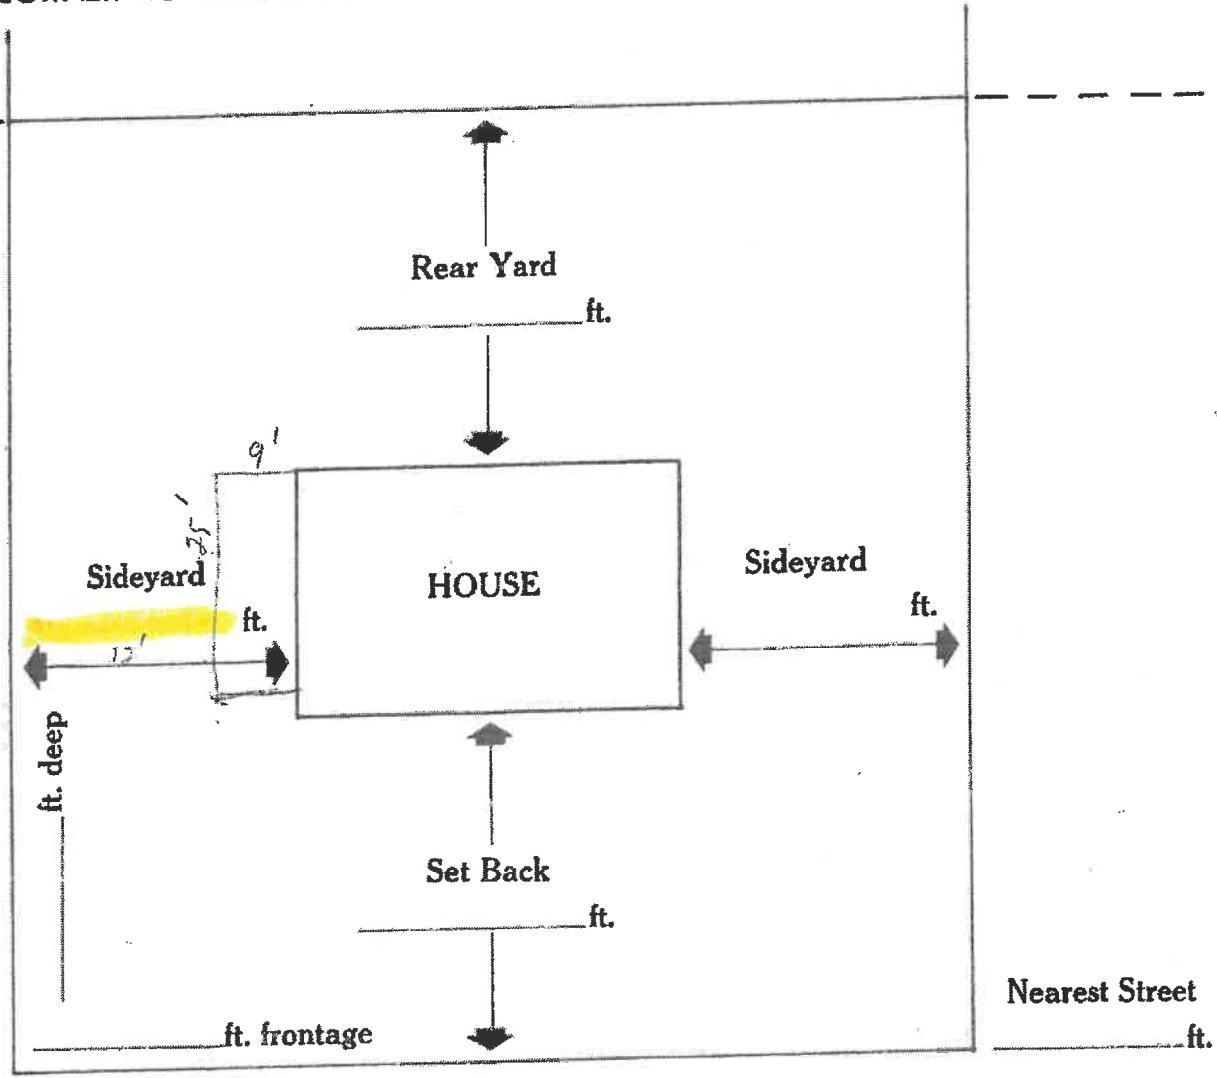 Rear Yard
ft.
9'
25'
Sideyard
ft.
12'
HOUSE
Sideyard
ft.
ft. deep
Set Back
ft.
ft. frontage
Nearest Street
ft.